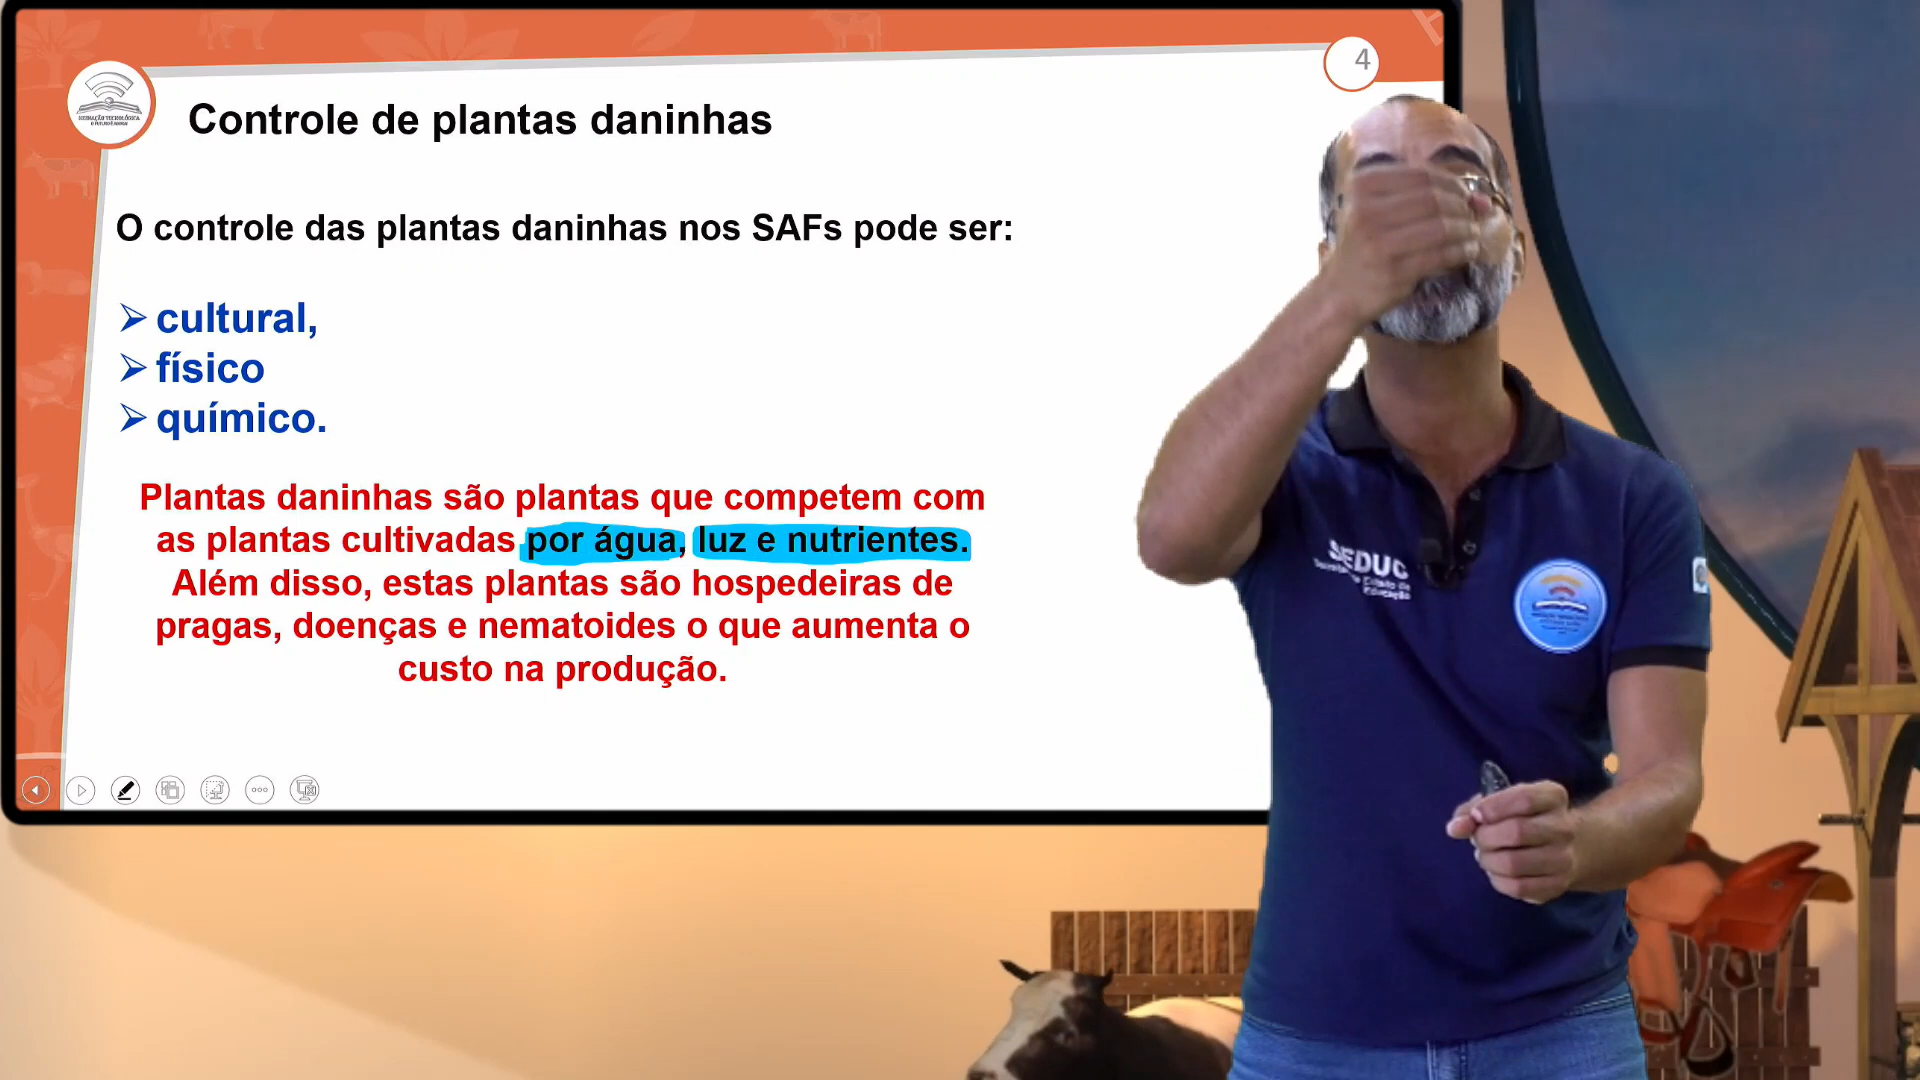 4
Controle de plantas daninhas
O controle das plantas daninhas nos SAFs pode ser:
cultural,
físico
químico.
Plantas daninhas são plantas que competem com
as plantas cultivadas por água, luz e nutrientes.
Além disso, estas plantas são hospedeiras de
pragas, doenças e nematoides o que aumenta o
custo na produção.
SEDUC